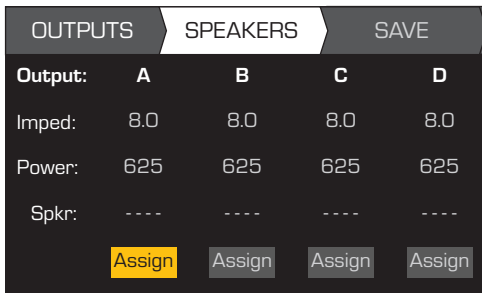 OUTPUTS SPEAKERS SAVE
Output: A B C D
Imped: 8.0 8.0 8.0 8.0
Power: 625 625 625 625
Spkr: ---- ---- ---- ----
Assign Assign Assign Assign